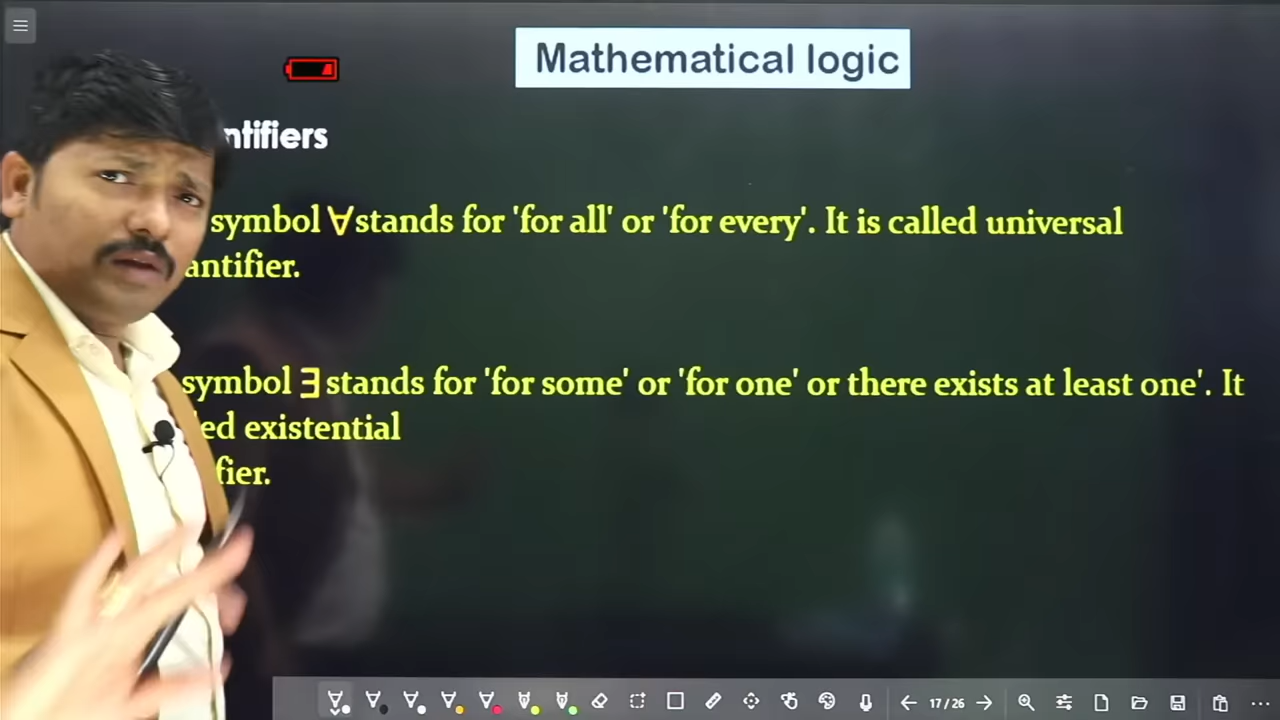 Mathematical logic
ntifiers
symbol ∀ stands for 'for all' or 'for every'. It is called universal
antifier.
symbol ∃ stands for 'for some' or 'for one' or there exists at least one'. It
ed existential
fier.
17/26